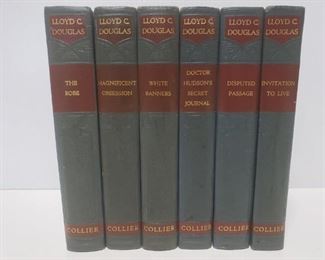 LLOYD C.
DOUGLAS
THE
ROBE
COLLIER
LLOYD C.
DOUGLAS
MAGNIFICENT
OBSESSION
COLLIER
LLOYD C.
DOUGLAS
WHITE
BANNERS
COLLIER
LLOYD C.
DOUGLAS
DOCTOR
HUDSON'S
SECRET
JOURNAL
COLLIER
LLOYD C.
DOUGLAS
DISPUTED
PASSAGE
COLLIER
LLOYD C.
DOUGLAS
INVITATION
TO LIVE
COLLIER